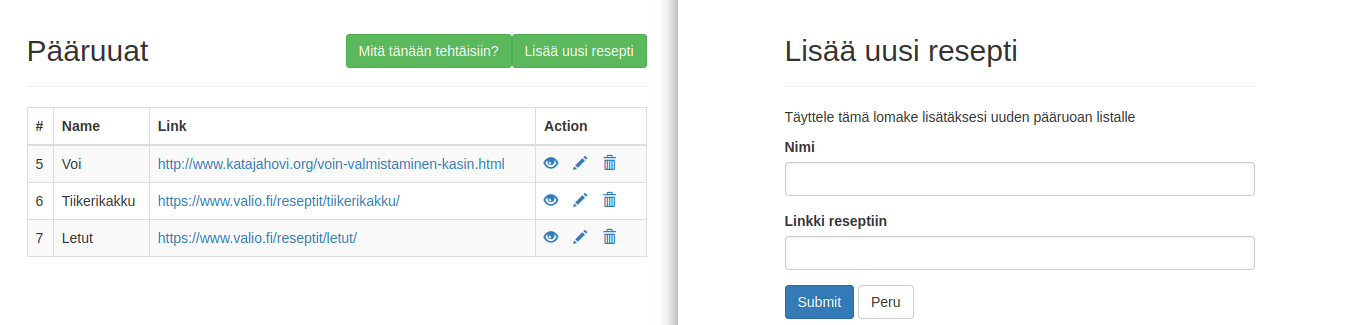 Pääruuat
Mitä tänään tehtäisiin? Lisää uusi resepti
# Name Link Action
5 Voi http://www.katajahovi.org/voin-valmistaminen-kasin.html
6 Tiikerikakku https://www.valio.fi/reseptit/tiikerikakku/
7 Letut https://www.valio.fi/reseptit/letut/
Lisää uusi resepti
Täyttele tämä lomake lisätäksesi uuden pääruoan listalle
Nimi
Linkki reseptiin
Submit Peru